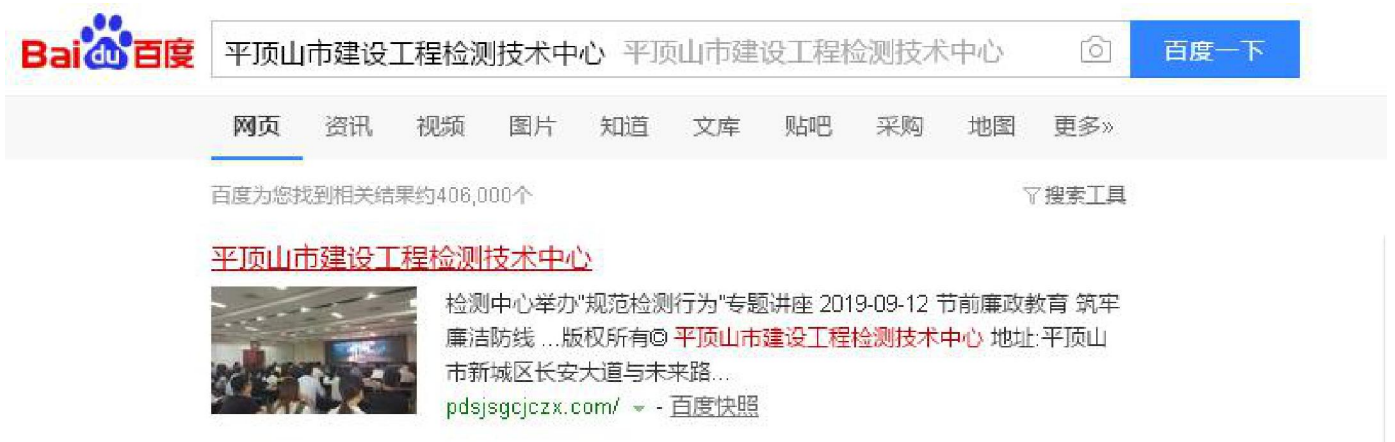 Bai du 百度 平顶山市建设工程检测技术中心 平顶山市建设工程检测技术中心 百度一下
网页 资讯 视频 图片 知道 文库 贴吧 采购 地图 更多»
百度为您找到相关结果约406,000个 搜索工具
平顶山市建设工程检测技术中心
检测中心举办"规范检测行为"专题讲座 2019-09-12 节前廉政教育 筑牢
廉洁防线 ...版权所有© 平顶山市建设工程检测技术中心 地址:平顶山
市新城区长安大道与未来路...
pdsjsgcjczx.com/ - 百度快照